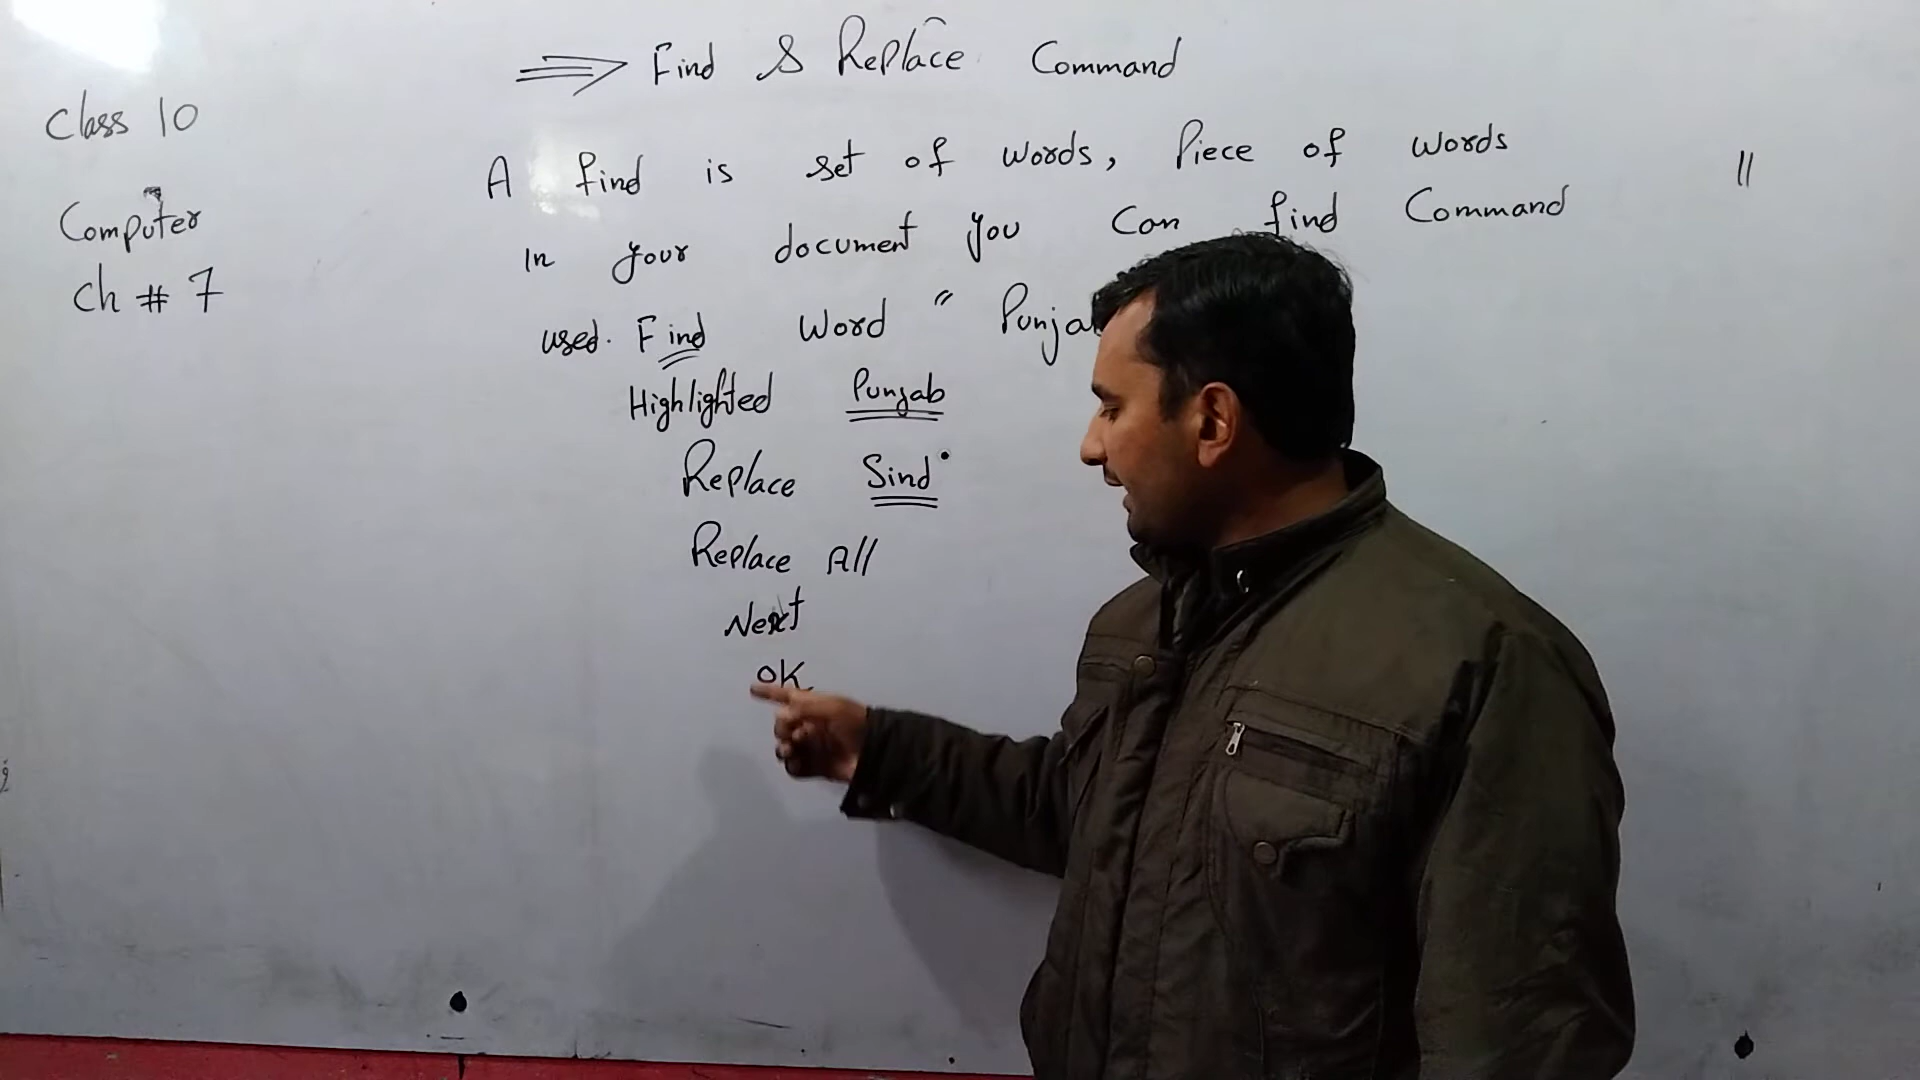 ⇒ Find & Replace Command
Class 10
Computer
Ch # 7
A find is set of words, Piece of words
In your document you can find Command
used. Find Word " Punja
Highlighted Punjab
Replace Sind
Replace All
Next
OK